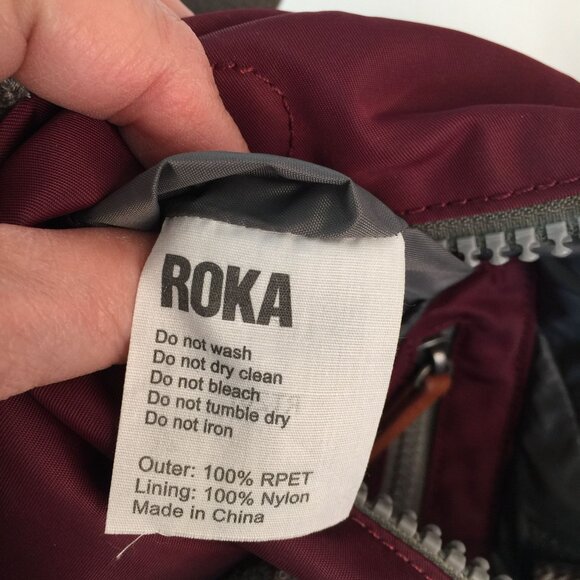 ROKA
Do not wash
Do not dry clean
Do not bleach
Do not tumble dry
Do not iron
Outer: 100% RPET
Lining: 100% Nylon
Made in China